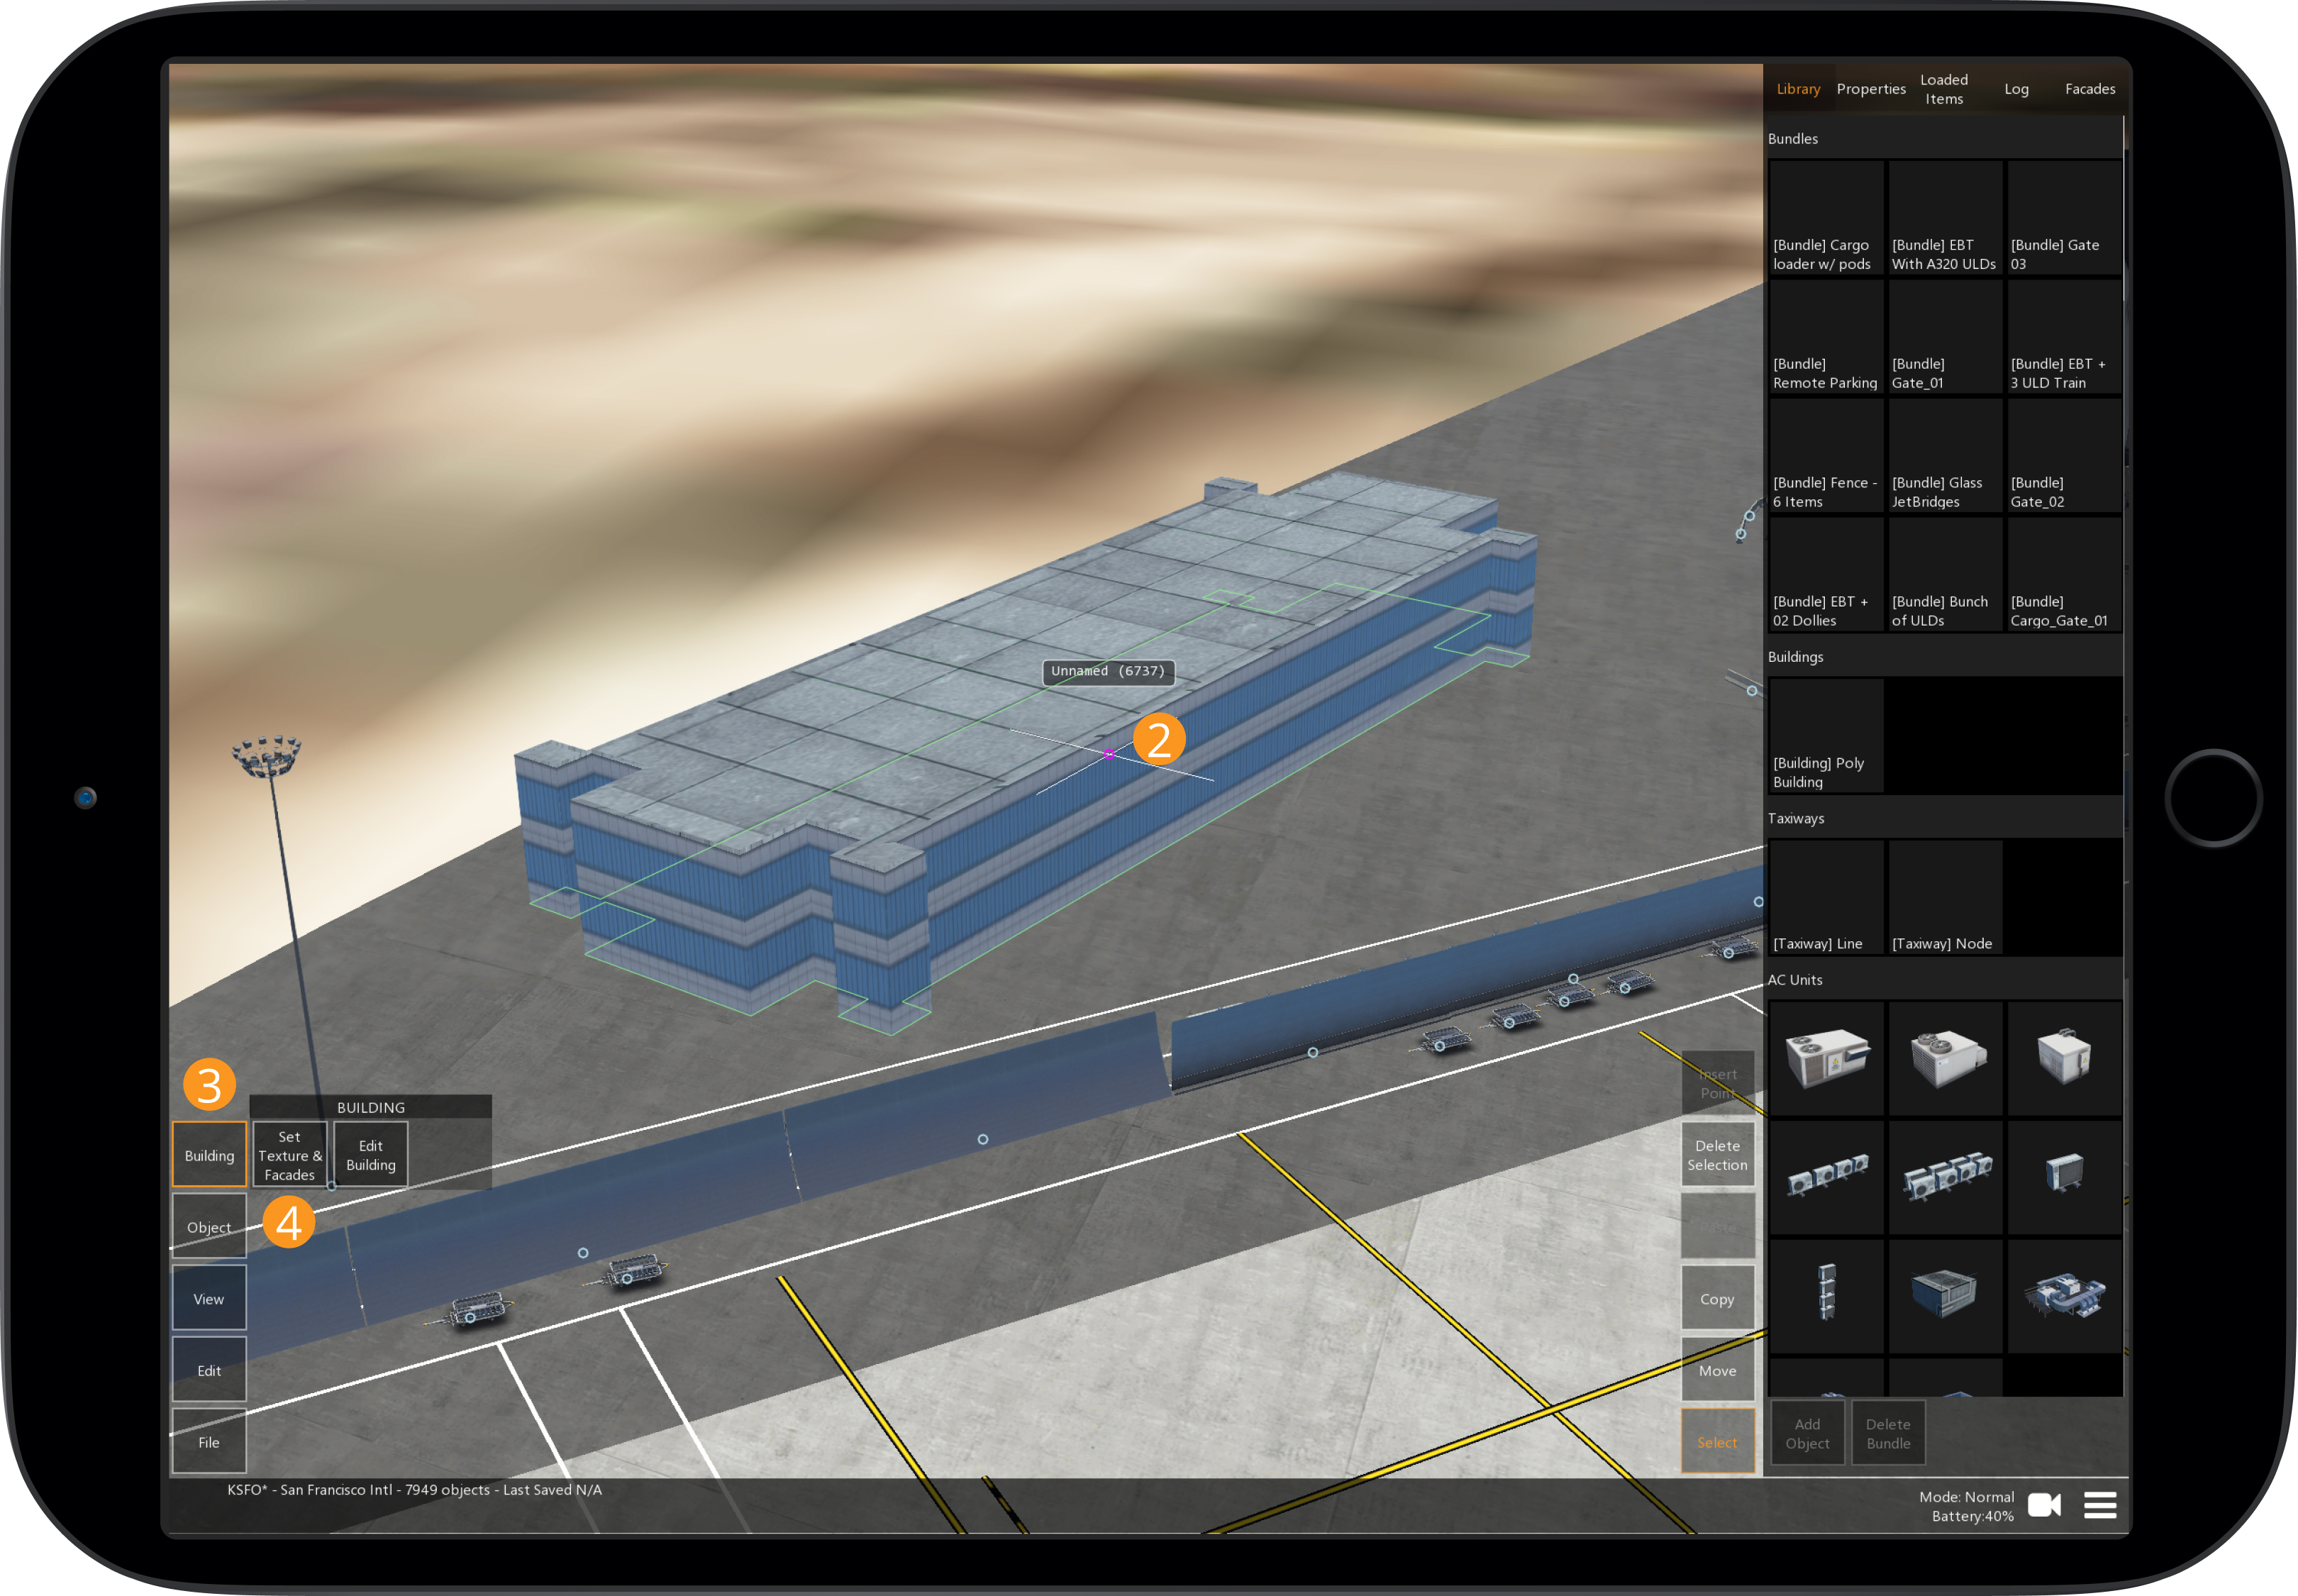 Library
Properties
Loaded
Items
Log
Facades
Bundles
[Bundle] Cargo
loader w/ pods
[Bundle] EBT
With A320 ULDs
[Bundle] Gate
03
[Bundle]
Remote Parking
[Bundle]
Gate_01
[Bundle] EBT +
3 ULD Train
[Bundle] Fence -
6 Items
[Bundle] Glass
JetBridges
[Bundle]
Gate_02
[Bundle] EBT +
02 Dollies
[Bundle] Bunch
of ULDs
[Bundle]
Cargo_Gate_01
Buildings
[Building] Poly
Building
Taxiways
[Taxiway] Line
[Taxiway] Node
AC Units
Unnamed (6737)
2
3
BUILDING
Building
Set
Texture &
Facades
Edit
Building
4
Object
View
Edit
File
Insert
Point
Delete
Selection
Copy
Move
Select
Add
Object
Delete
Bundle
KSFO* - San Francisco Intl - 7949 objects - Last Saved N/A
Mode: Normal
Battery:40%